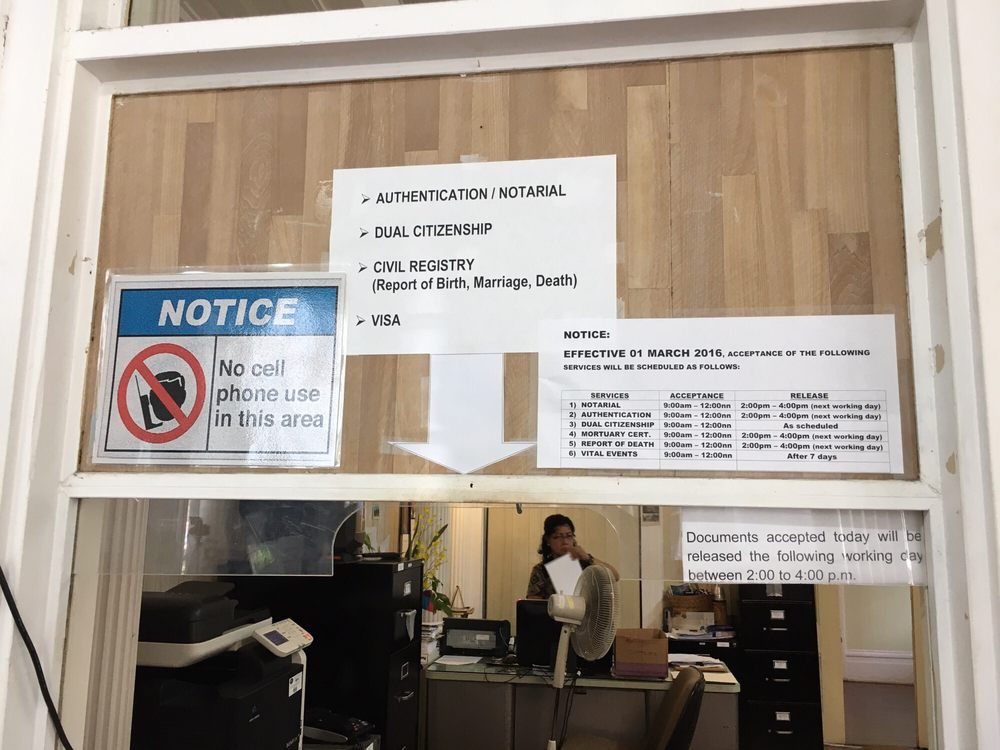 ➢ AUTHENTICATION / NOTARIAL
➢ DUAL CITIZENSHIP
➢ CIVIL REGISTRY
(Report of Birth, Marriage, Death)
➢ VISA
NOTICE
No cell
phone use
in this area
NOTICE:
EFFECTIVE 01 MARCH 2016, ACCEPTANCE OF THE FOLLOWING
SERVICES WILL BE SCHEDULED AS FOLLOWS:
SERVICES ACCEPTANCE RELEASE
1) NOTARIAL 9:00am – 12:00nn 2:00pm – 4:00pm (next working day)
2) AUTHENTICATION 9:00am – 12:00nn 2:00pm – 4:00pm (next working day)
3) DUAL CITIZENSHIP 9:00am – 12:00nn As scheduled
4) MORTUARY CERT. 9:00am – 12:00nn 2:00pm – 4:00pm (next working day)
5) REPORT OF DEATH 9:00am – 12:00nn 2:00pm – 4:00pm (next working day)
6) VITAL EVENTS 9:00am – 12:00nn After 7 days
Documents accepted today will be
released the following working day
between 2:00 to 4:00 p.m.